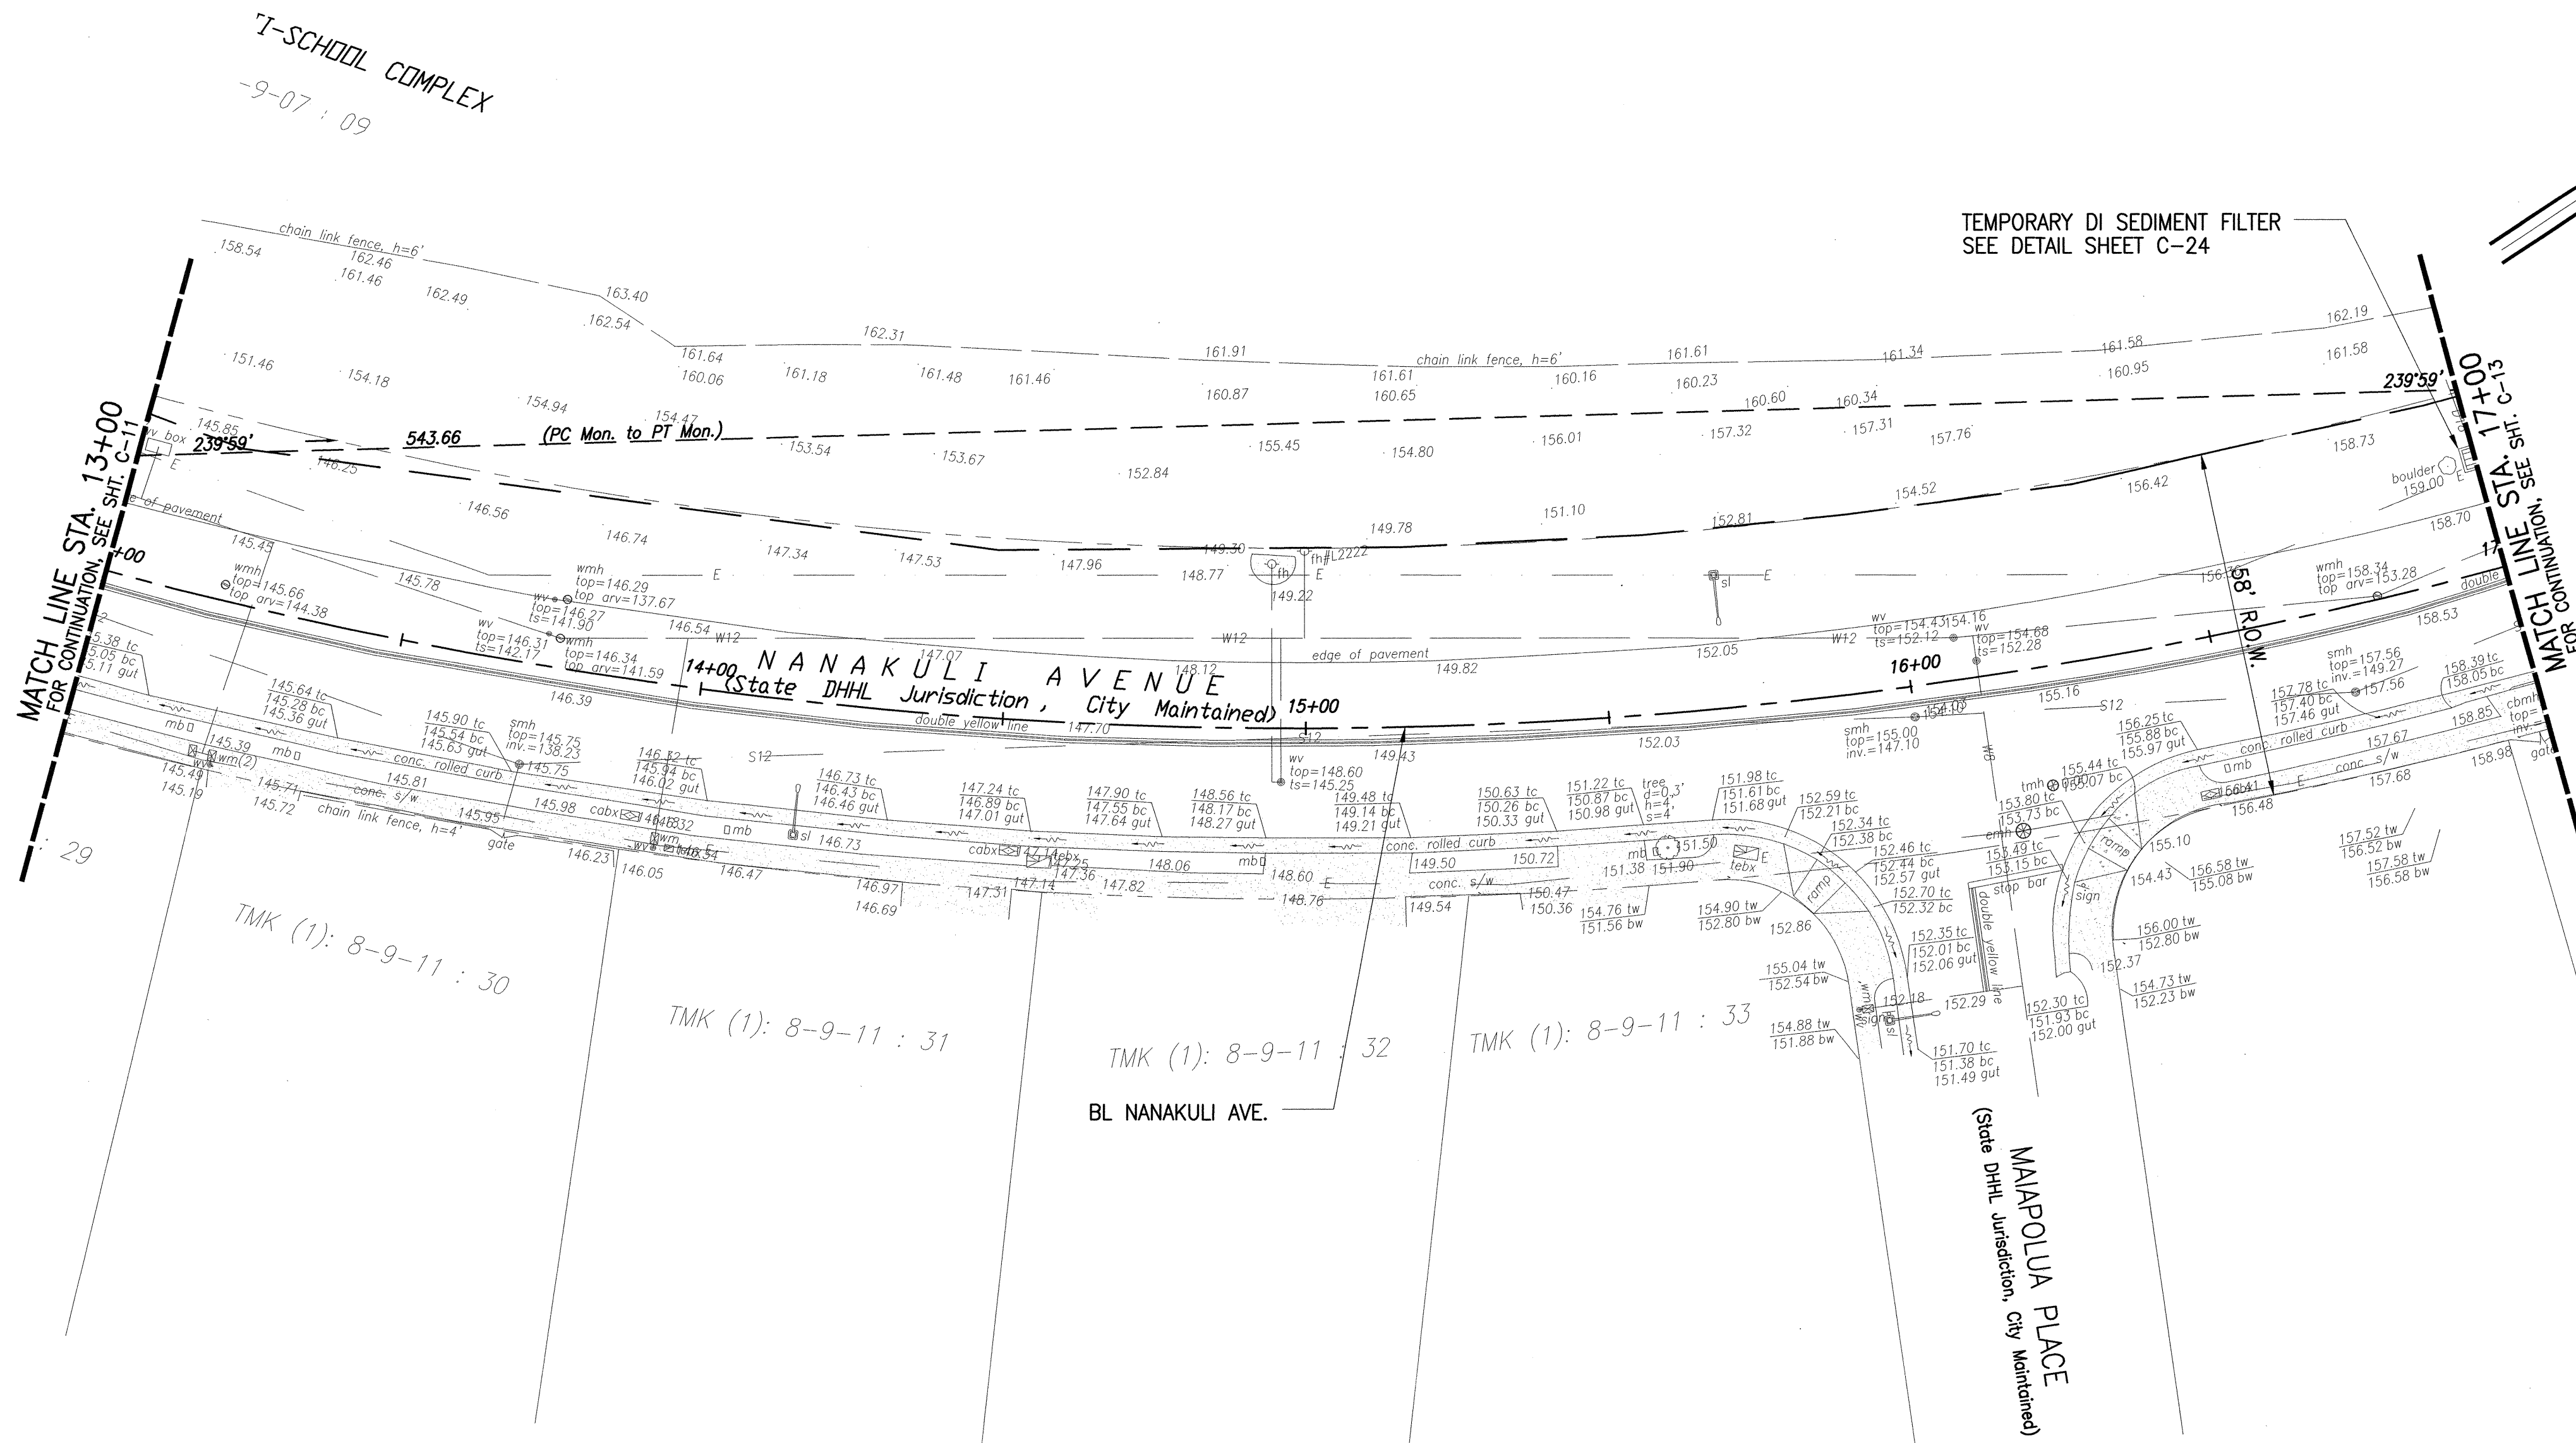 TI-SCHOOL COMPLEX
-9-07 : 09
TEMPORARY DI SEDIMENT FILTER
SEE DETAIL SHEET C-24
chain link fence, h=6'
158.54
162.46
161.46
162.49
163.40
162.54
162.31
161.64
160.06
161.18
161.48
161.46
161.91
160.87
chain link fence, h=6'
161.61
160.65
160.16
161.61
160.23
161.34
161.58
160.95
162.19
161.58
160.60
160.34
239°59'
151.46
154.18
154.94
154.47
MATCH LINE STA. 13+00
FOR CONTINUATION, SEE SHT. C-11
MATCH LINE STA. 17+00
FOR CONTINUATION, SEE SHT. C-13
145.85
wv box
E
239°59'
543.66
(PC Mon. to PT Mon.)
146.25
153.54
153.67
152.84
155.45
154.80
156.01
157.32
157.31
157.76
158.73
boulder
159.00
E
156.42
154.52
152.81
151.10
149.78
149.30
fh#L2222
fh
149.22
e of pavement
145.45
146.56
146.74
147.34
147.53
147.96
148.77
E
E
sl
E
158.70
+00
17
wmh
top=145.66
top arv=144.38
145.78
wmh
top=146.29
top arv=137.67
wv
top=146.27
ts=141.90
wv
top=146.31
ts=142.17
wmh
top=146.34
top arv=141.59
146.54
W12
W12
W12
147.07
148.12
edge of pavement
149.82
152.05
wv
top=154.43
154.16
ts=152.12
wv
top=154.68
ts=152.28
wmh
top=158.34
top arv=153.28
double
158.53
58' R.O.W.
14+00
NANAKULI AVENUE
(State DHHL Jurisdiction, City Maintained)
15+00
16+00
146.39
double yellow line
147.70
S12
S12
149.43
152.03
155.16
S12
smh
top=155.00
inv.=147.10
smh
top=157.56
inv.=149.27
157.56
W8
5.38 tc
5.05 bc
5.11 gut
145.64 tc
145.28 bc
145.36 gut
145.90 tc
145.54 bc
145.63 gut
smh
top=145.75
inv.=138.23
145.75
146.32 tc
145.94 bc
146.02 gut
146.73 tc
146.43 bc
146.46 gut
147.24 tc
146.89 bc
147.01 gut
147.90 tc
147.55 bc
147.64 gut
148.56 tc
148.17 bc
148.27 gut
wv
top=148.60
ts=145.25
149.48 tc
149.14 bc
149.21 gut
150.63 tc
150.26 bc
150.33 gut
151.22 tc
150.87 bc
150.98 gut
tree
d=0.3'
h=4'
s=4'
151.98 tc
151.61 bc
151.68 gut
152.59 tc
152.21 bc
152.34 tc
152.38 bc
152.46 tc
152.44 bc
152.57 gut
152.70 tc
152.32 bc
152.35 tc
152.01 bc
152.06 gut
157.78 tc
157.40 bc
157.46 gut
156.25 tc
155.88 bc
155.97 gut
155.44 tc
155.07 bc
153.80 tc
153.73 bc
153.49 tc
153.15 bc
158.39 tc
158.05 bc
cbmh
top=
inv.
gate
158.85
158.98
157.67
157.68
conc. rolled curb
conc. s/w
E
mb
156.48
tmh
emh
stop bar
double yellow line
ramp
sign
155.10
154.43
156.58 tw
155.08 bw
157.52 tw
156.52 bw
157.58 tw
156.58 bw
156.00 tw
152.80 bw
154.73 tw
152.23 bw
152.37
152.30 tc
151.93 bc
152.00 gut
152.29
152.18
151.70 tc
151.38 bc
151.49 gut
mb
145.39
wm(2)
wv
145.49
145.19
mb
145.71
145.72
145.81
conc. s/w
conc. rolled curb
chain link fence, h=4'
145.95
gate
145.98
cabx
146.32
wm
wv
146.23
146.05
146.47
mb
sl
146.73
146.97
146.69
cabx
147.14
tebx
147.25
147.36
147.31
147.14
147.82
148.06
mb
148.60
148.76
E
conc. rolled curb
149.50
150.72
conc. s/w
149.54
150.47
150.36
mb
151.50
151.38
151.90
tebx
E
ramp
154.76 tw
151.56 bw
154.90 tw
152.80 bw
152.86
155.04 tw
152.54 bw
154.88 tw
151.88 bw
wm
wv
sign
sl
: 29
TMK (1): 8-9-11 : 30
TMK (1): 8-9-11 : 31
TMK (1): 8-9-11 : 32
TMK (1): 8-9-11 : 33
BL NANAKULI AVE.
MAIAPOLUA PLACE
(State DHHL Jurisdiction, City Maintained)